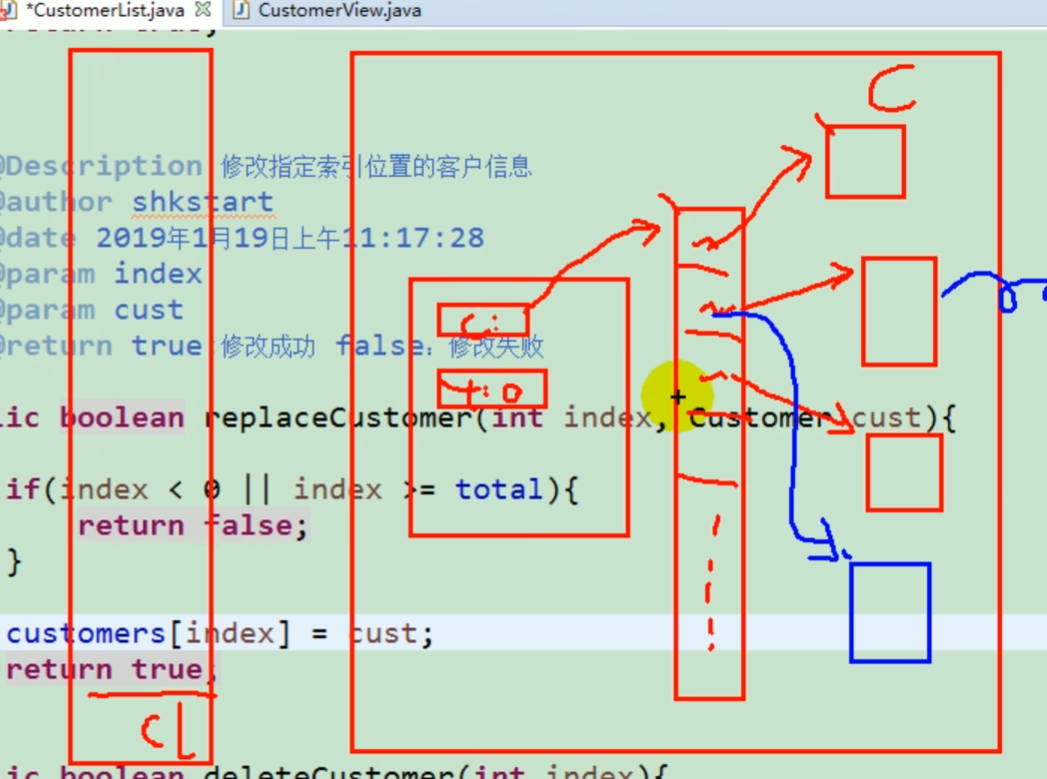 *CustomerList.java CustomerView.java
return true;
@Description 修改指定索引位置的客户信息
@author shkstart
@date 2019年1月19日上午11:17:28
@param index
@param cust
@return true:修改成功 false：修改失败
lic boolean replaceCustomer(int index, Customer cust){
if(index < 0 || index >= total){
return false;
}
customers[index] = cust;
return true;
lic boolean deleteCustomer(int index){
C
C:
t:0
CL